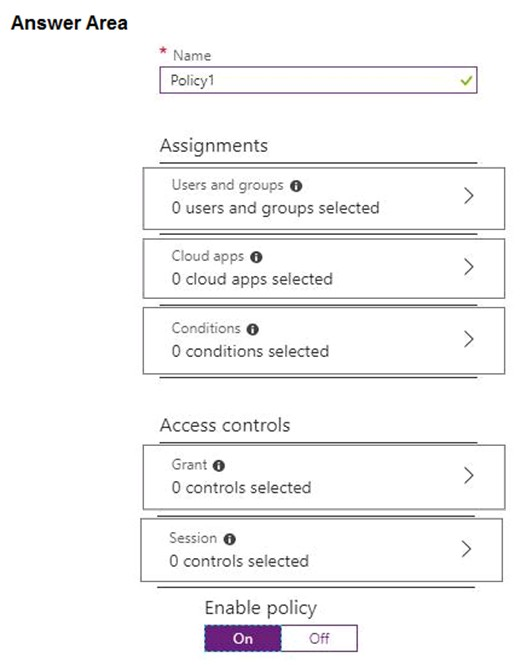 Answer Area
* Name
Policy1
Assignments
Users and groups
0 users and groups selected
Cloud apps
0 cloud apps selected
Conditions
0 conditions selected
Access controls
Grant
0 controls selected
Session
0 controls selected
Enable policy
On Off